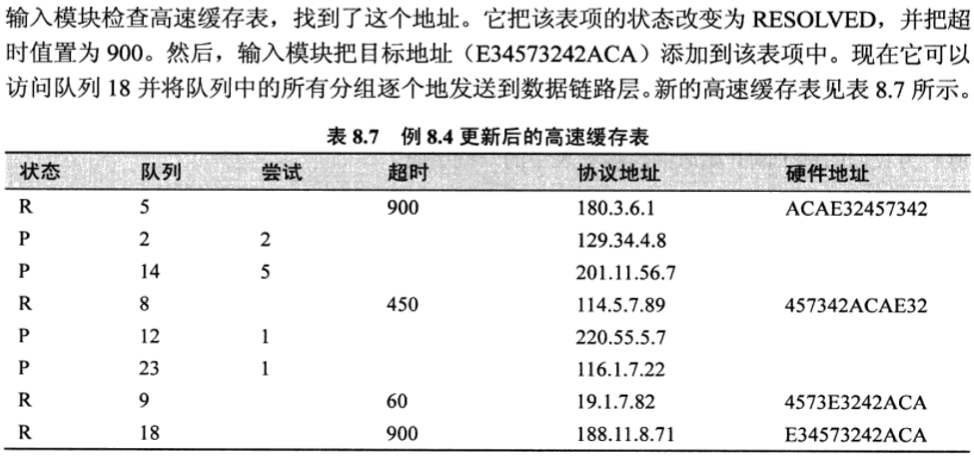 输入模块检查高速缓存表，找到了这个地址。它把该表项的状态改变为 RESOLVED，并把超
时值置为 900。然后，输入模块把目标地址（E34573242ACA）添加到该表项中。现在它可以
访问队列 18 并将队列中的所有分组逐个地发送到数据链路层。新的高速缓存表见表 8.7 所示。
表 8.7 例 8.4 更新后的高速缓存表
状态 队列 尝试 超时 协议地址 硬件地址
R 5 900 180.3.6.1 ACAE32457342
P 2 2 129.34.4.8
P 14 5 201.11.56.7
R 8 450 114.5.7.89 457342ACAE32
P 12 1 220.55.5.7
P 23 1 116.1.7.22
R 9 60 19.1.7.82 4573E3242ACA
R 18 900 188.11.8.71 E34573242ACA